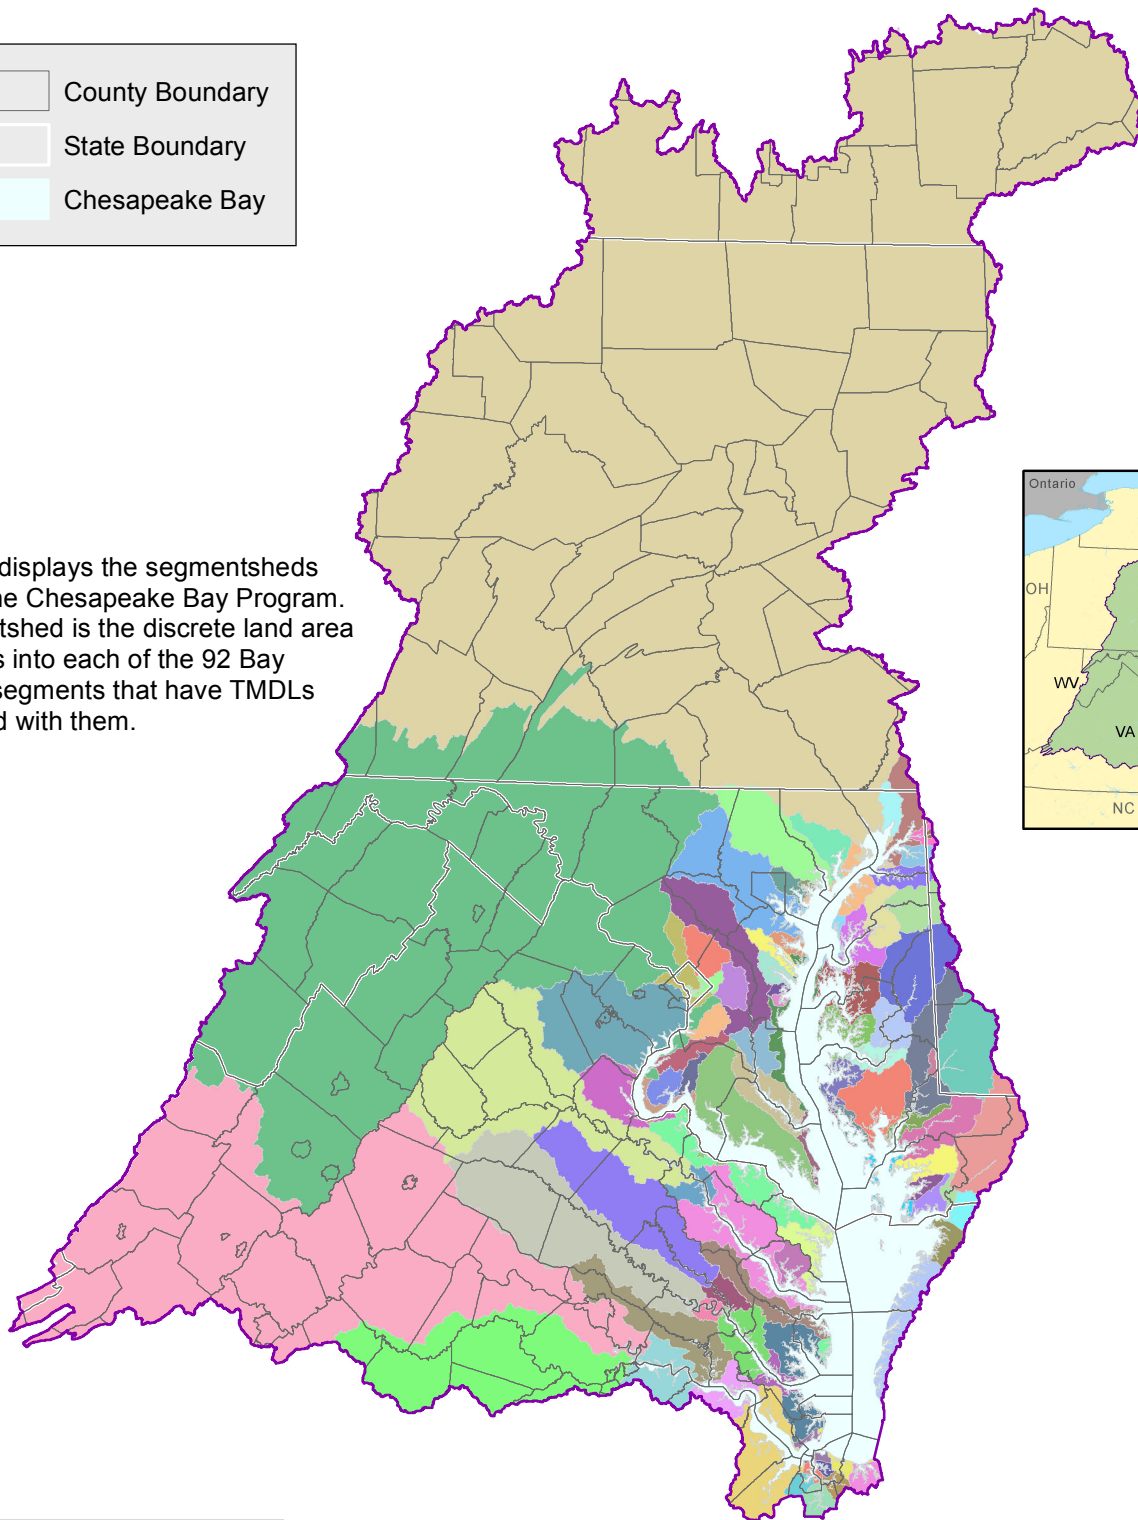 County Boundary
State Boundary
Chesapeake Bay
displays the segmentsheds
he Chesapeake Bay Program.
tshed is the discrete land area
s into each of the 92 Bay
segments that have TMDLs
d with them.
Ontario
OH
WV
VA
NC